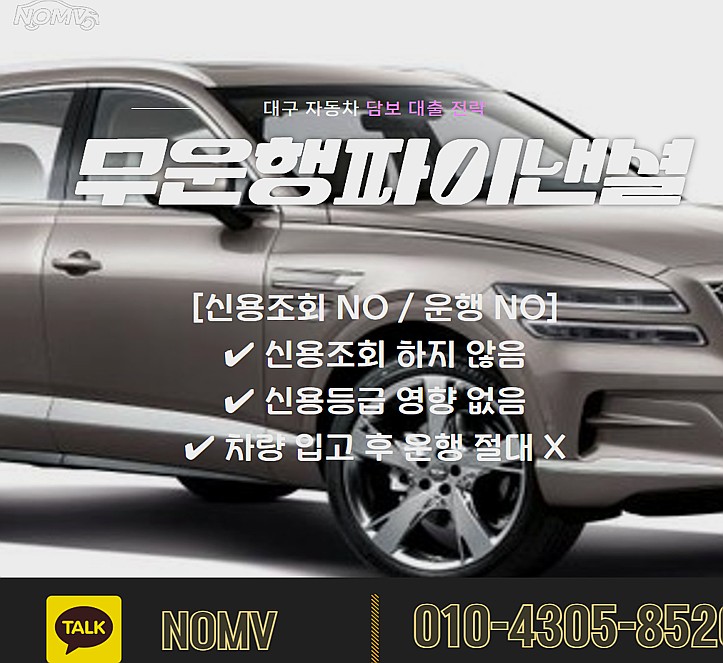 NOMV
대구 자동차 담보 대출 전략
무운행파이낸셜
[신용조회 NO / 운행 NO]
✔ 신용조회 하지 않음
✔ 신용등급 영향 없음
✔ 차량 입고 후 운행 절대 X
TALK
NOMV
010-4305-8520